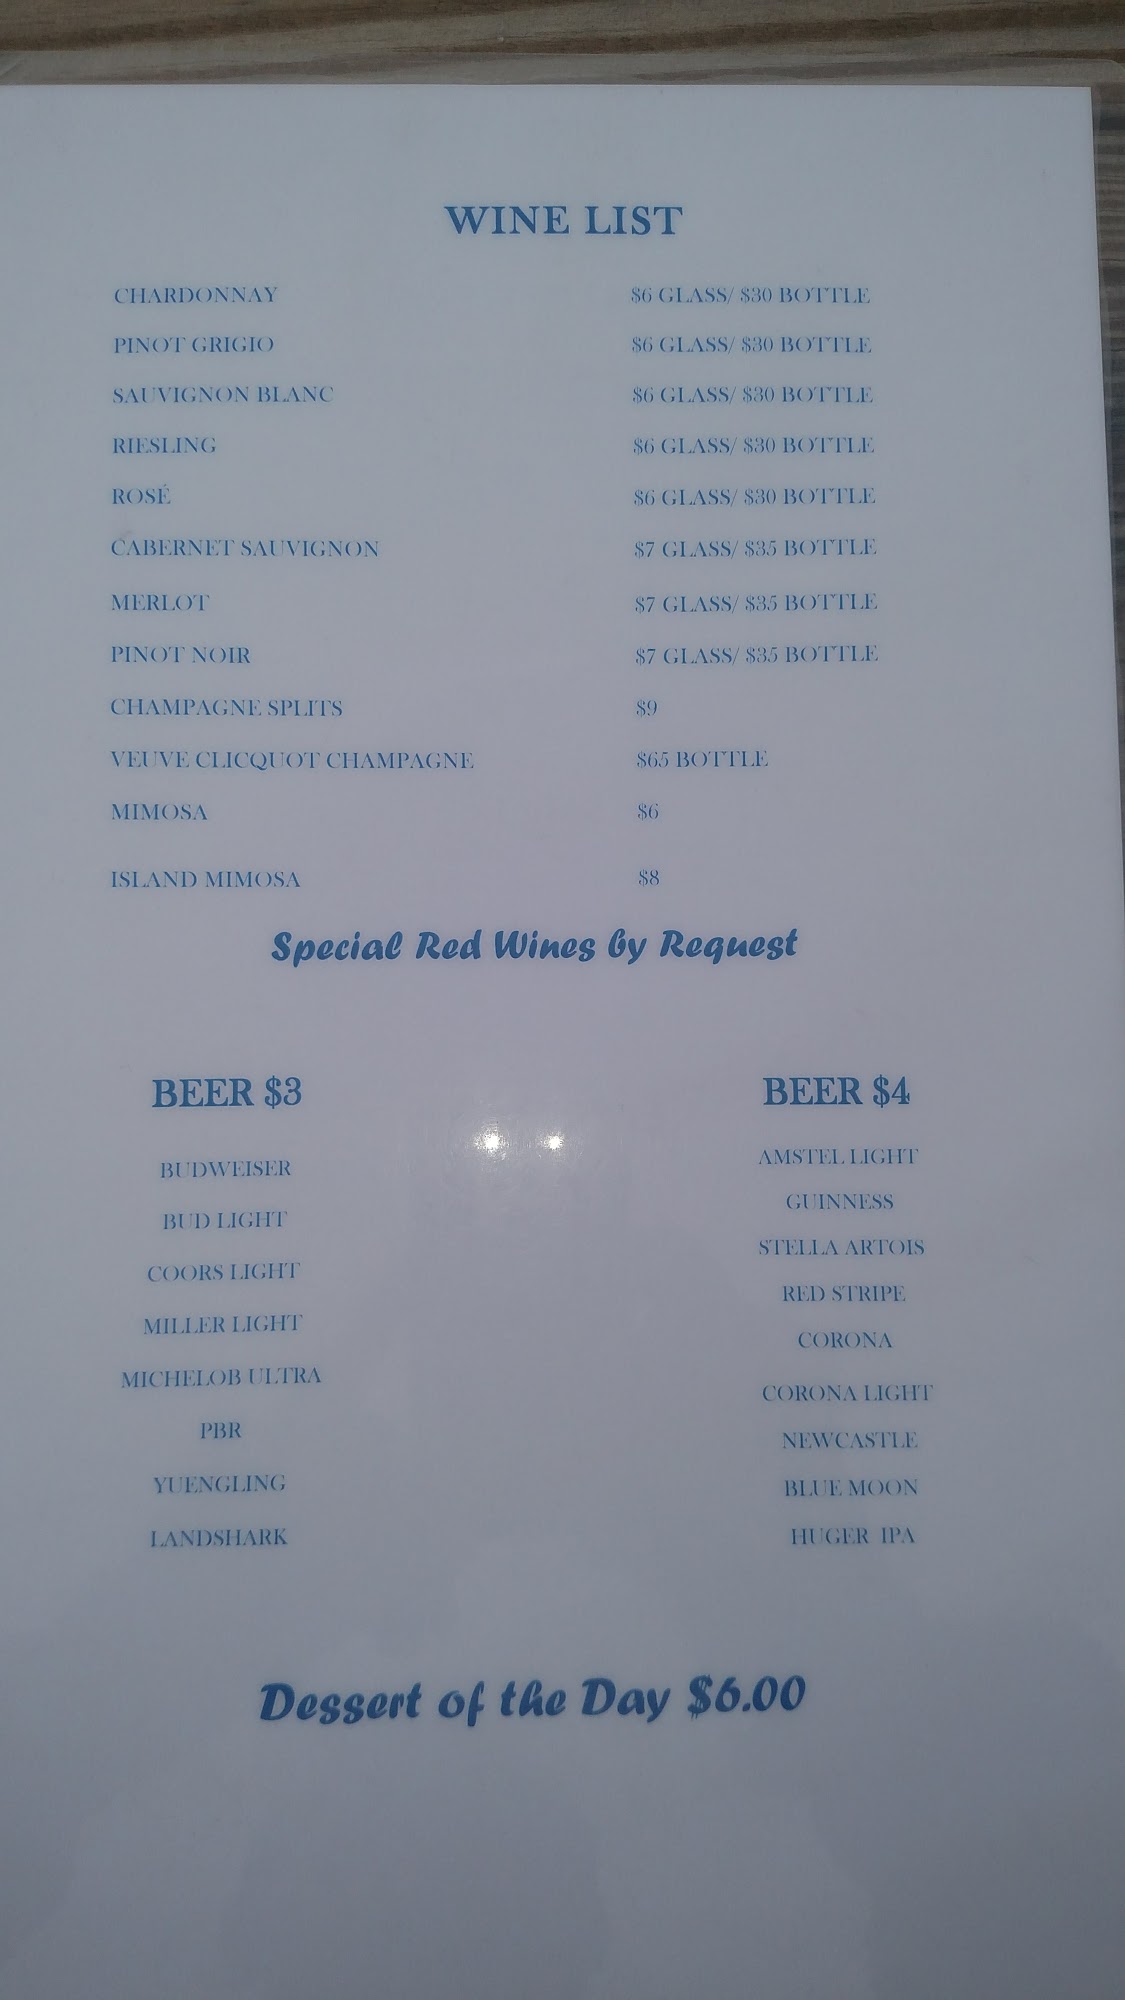 WINE LIST
CHARDONNAY $6 GLASS/ $30 BOTTLE
PINOT GRIGIO $6 GLASS/ $30 BOTTLE
SAUVIGNON BLANC $6 GLASS/ $30 BOTTLE
RIESLING $6 GLASS/ $30 BOTTLE
ROSÉ $6 GLASS/ $30 BOTTLE
CABERNET SAUVIGNON $7 GLASS/ $35 BOTTLE
MERLOT $7 GLASS/ $35 BOTTLE
PINOT NOIR $7 GLASS/ $35 BOTTLE
CHAMPAGNE SPLITS $9
VEUVE CLICQUOT CHAMPAGNE $65 BOTTLE
MIMOSA $6
ISLAND MIMOSA $8
Special Red Wines by Request
BEER $3
BUDWEISER
BUD LIGHT
COORS LIGHT
MILLER LIGHT
MICHELOB ULTRA
PBR
YUENGLING
LANDSHARK
BEER $4
AMSTEL LIGHT
GUINNESS
STELLA ARTOIS
RED STRIPE
CORONA
CORONA LIGHT
NEWCASTLE
BLUE MOON
HUGER IPA
Dessert of the Day $6.00